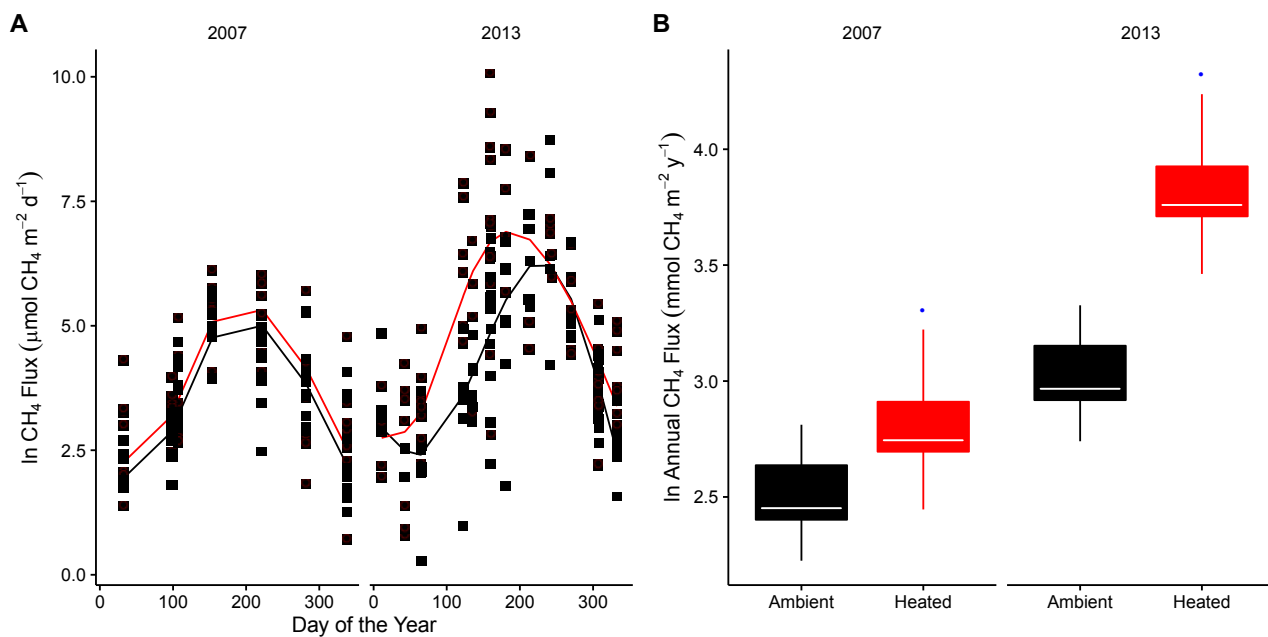 A
2007
2013
ln CH₄ Flux (μmol CH₄ m⁻² d⁻¹)
10.0
7.5
5.0
2.5
0.0
0 100 200 300
0 100 200 300
Day of the Year
B
2007
2013
ln Annual CH₄ Flux (mmol CH₄ m⁻² y⁻¹)
4.0
3.5
3.0
2.5
Ambient Heated
Ambient Heated